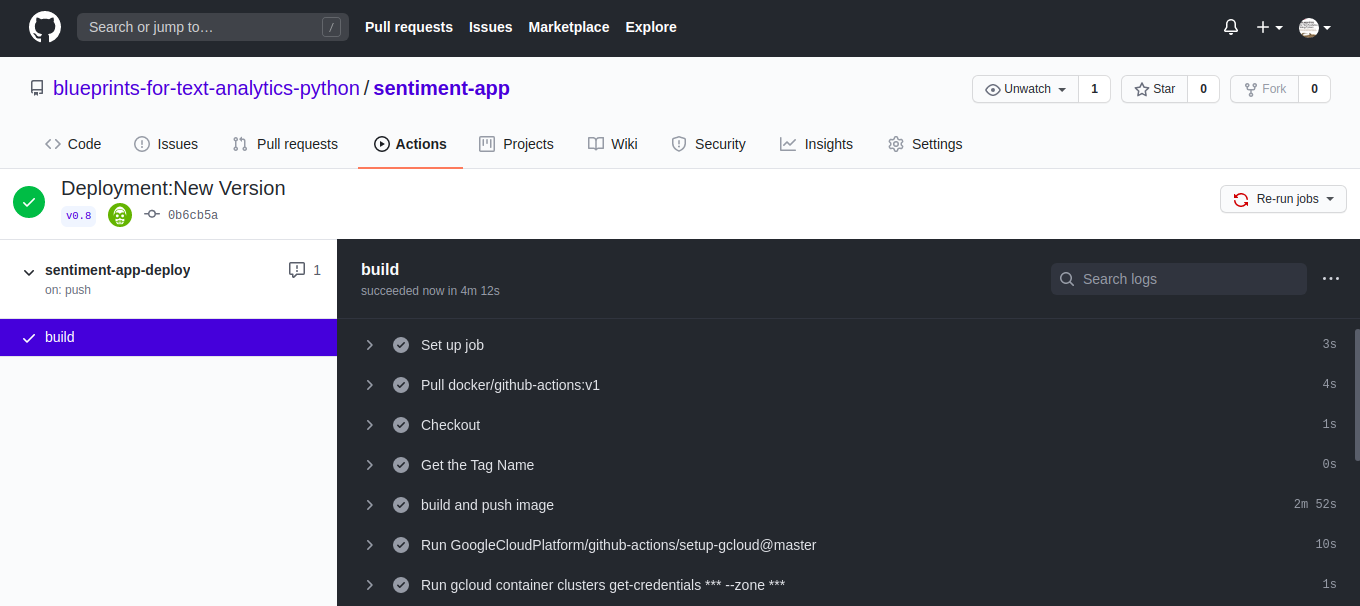 Search or jump to… /
Pull requests Issues Marketplace Explore
blueprints-for-text-analytics-python / sentiment-app
Unwatch 1 Star 0 Fork 0
Code Issues Pull requests Actions Projects Wiki Security Insights Settings
Deployment:New Version
v0.8 0b6cb5a
Re-run jobs
sentiment-app-deploy 1
on: push
build
build
succeeded now in 4m 12s
Search logs
Set up job 3s
Pull docker/github-actions:v1 4s
Checkout 1s
Get the Tag Name 0s
build and push image 2m 52s
Run GoogleCloudPlatform/github-actions/setup-gcloud@master 10s
Run gcloud container clusters get-credentials *** --zone *** 1s